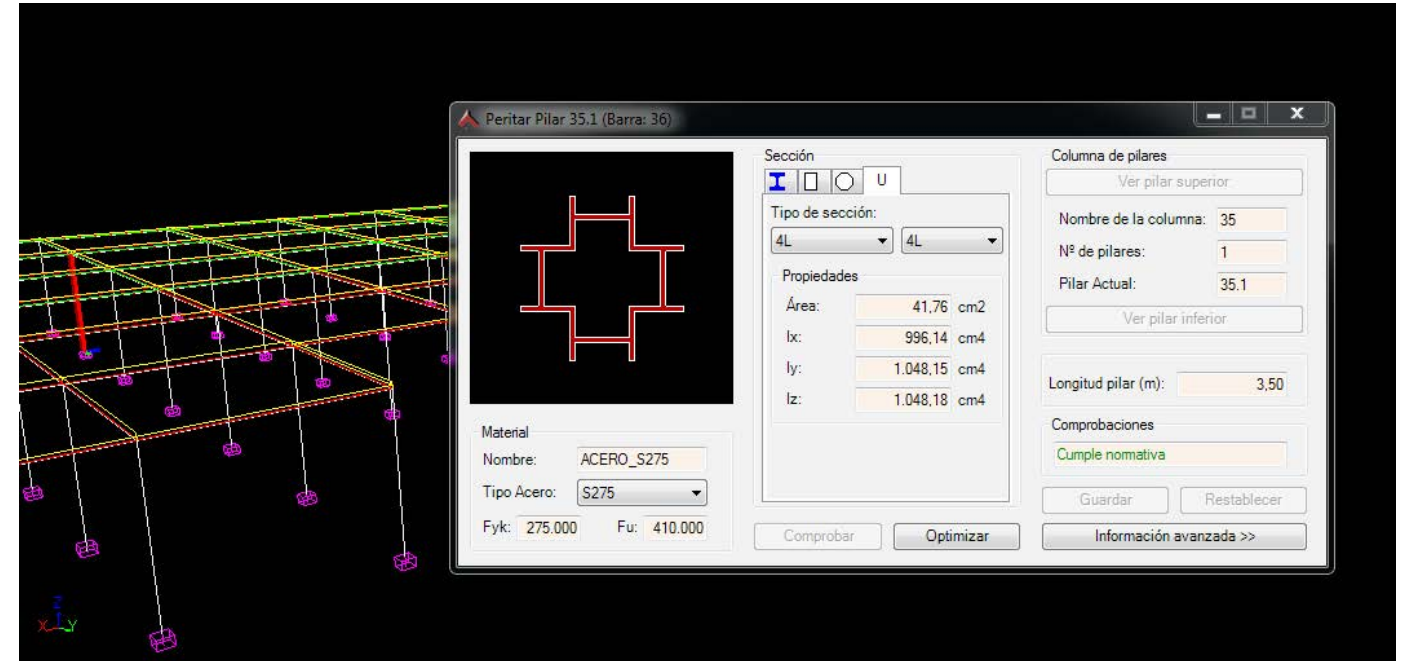 Peritar Pilar 35.1 (Barra: 36)
Sección
U
Tipo de sección:
4L 4L
Propiedades
Área: 41,76 cm2
Ix: 996,14 cm4
Iy: 1.048,15 cm4
Iz: 1.048,18 cm4
Material
Nombre: ACERO_S275
Tipo Acero: S275
Fyk: 275.000 Fu: 410.000
Comprobar Optimizar
Columna de pilares
Ver pilar superior
Nombre de la columna: 35
Nº de pilares: 1
Pilar Actual: 35.1
Ver pilar inferior
Longitud pilar (m): 3,50
Comprobaciones
Cumple normativa
Guardar Restablecer
Información avanzada >>
Z
X Y